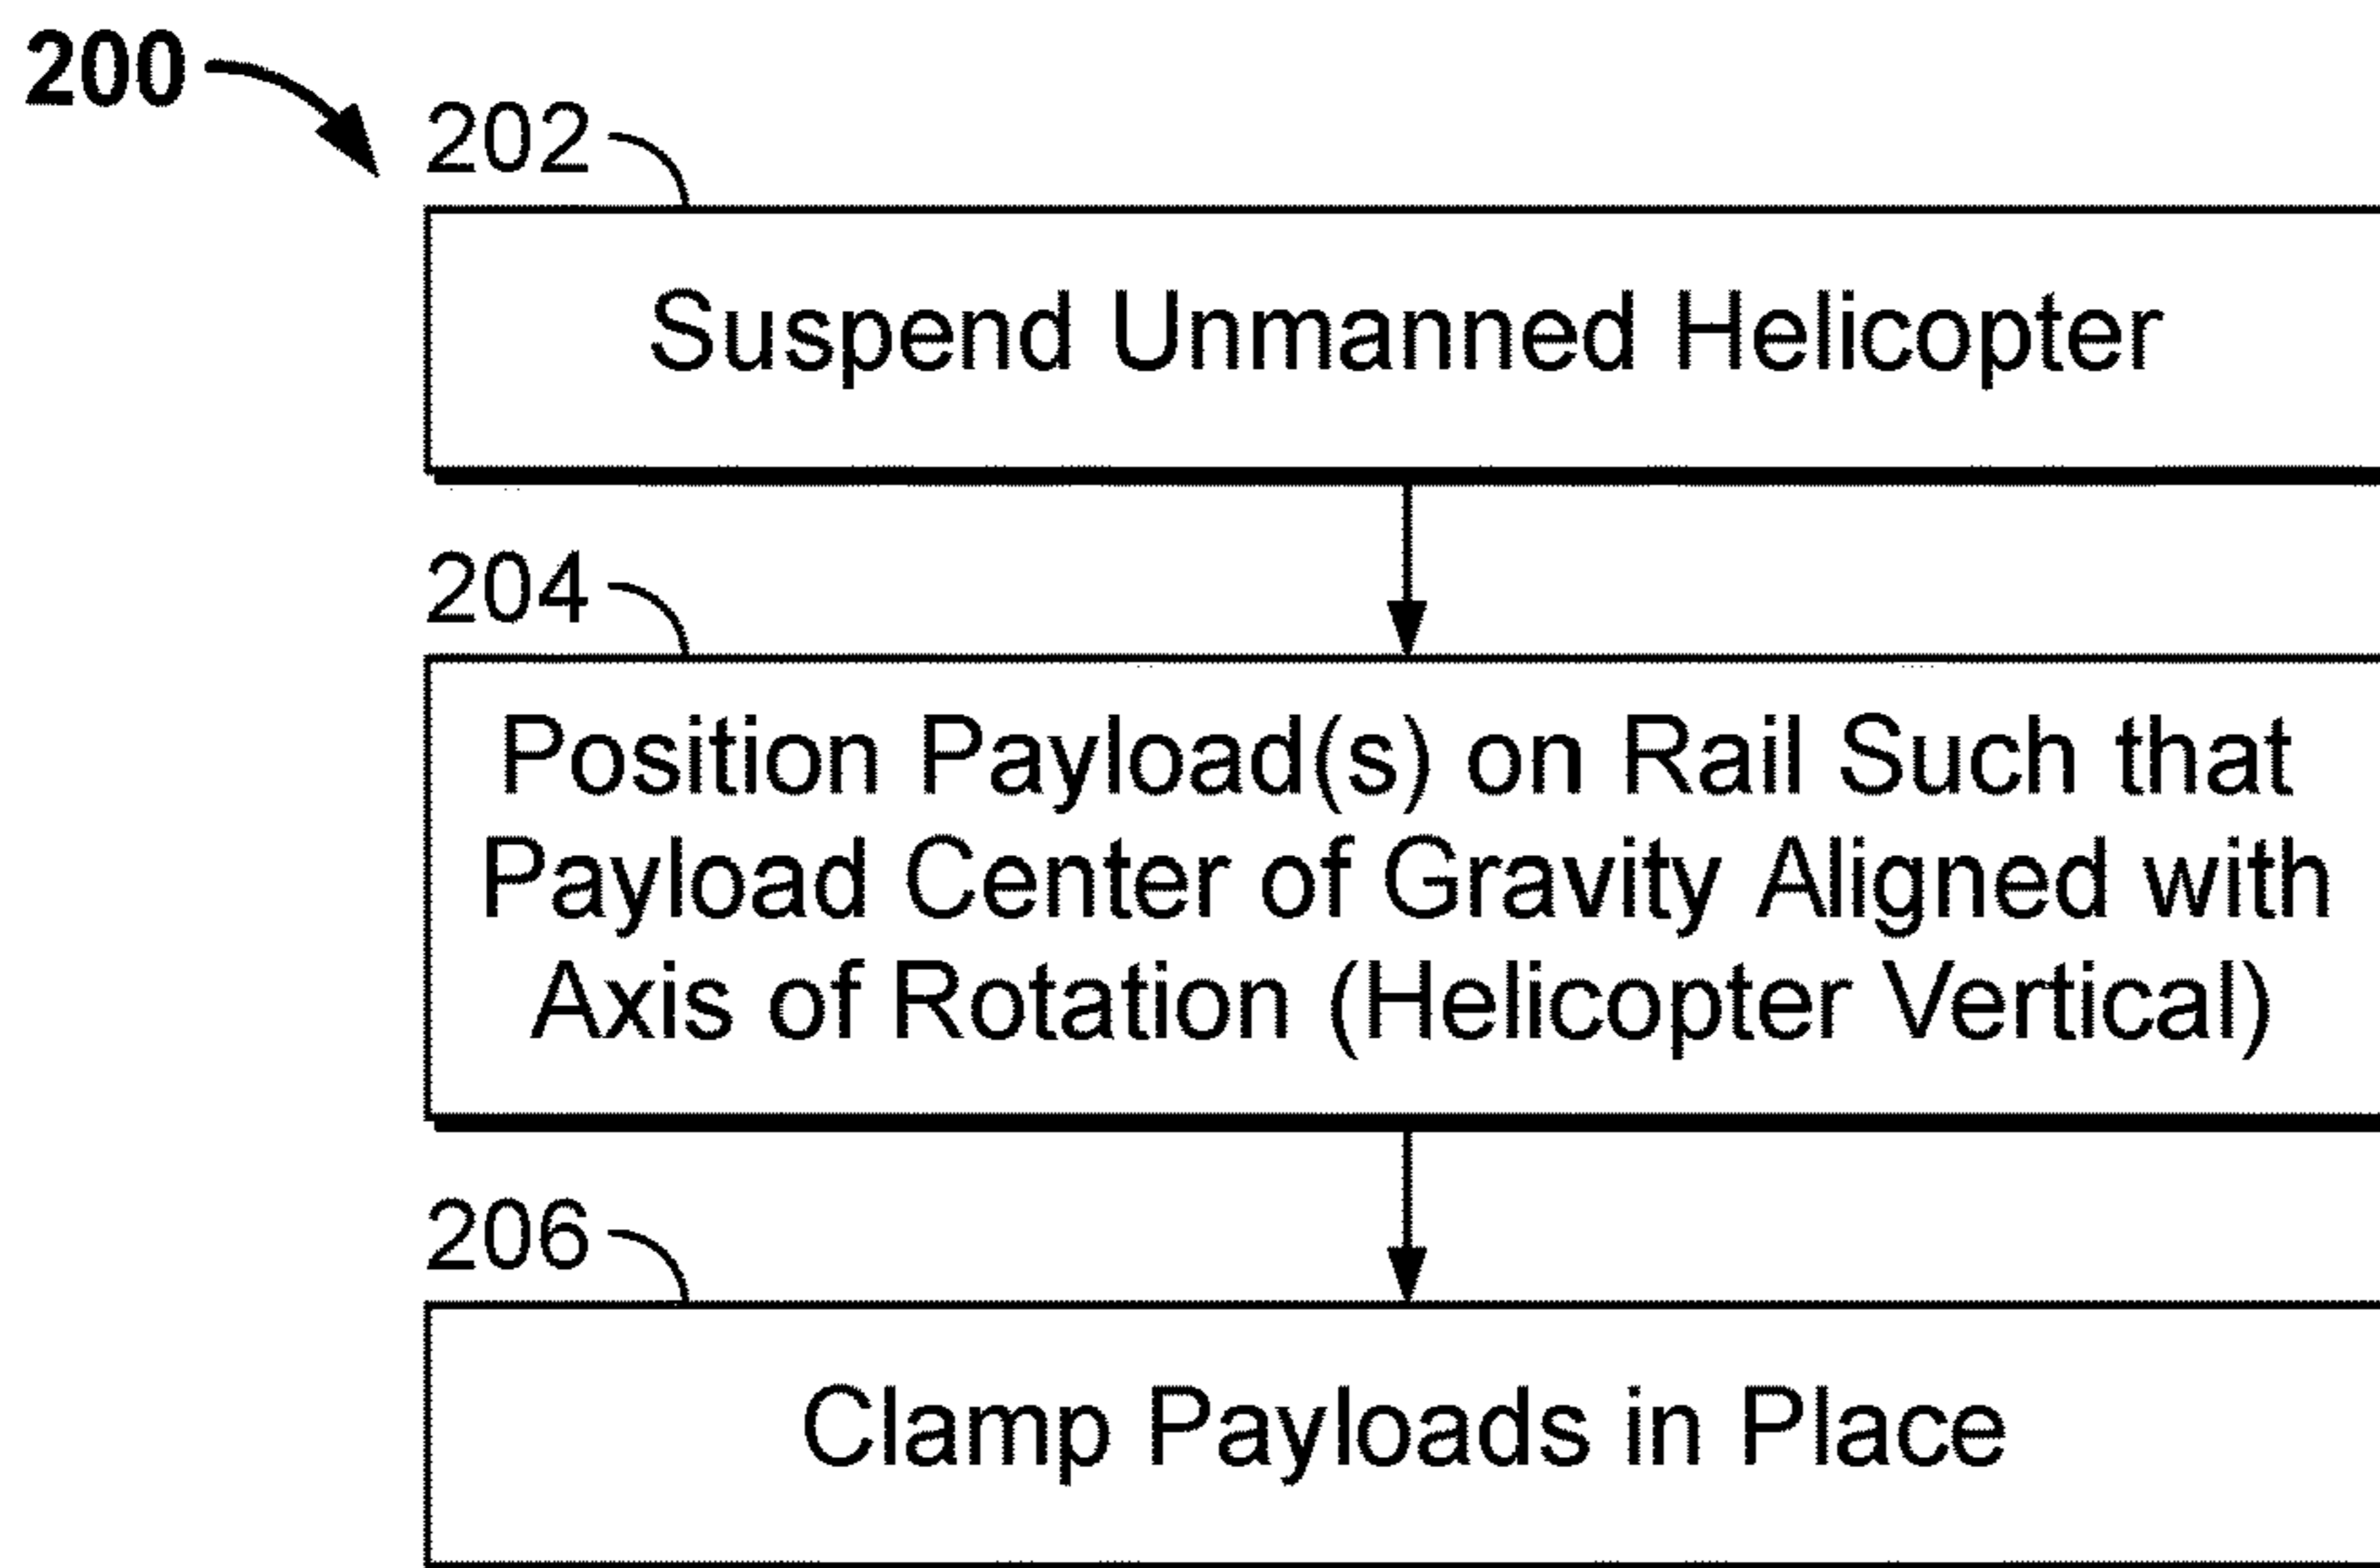 200
202
Suspend Unmanned Helicopter
204
Position Payload(s) on Rail Such that
Payload Center of Gravity Aligned with
Axis of Rotation (Helicopter Vertical)
206
Clamp Payloads in Place